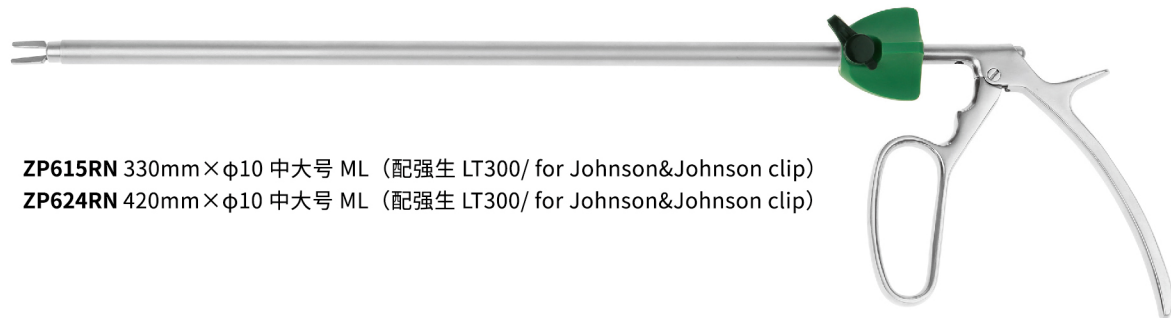 ZP615RN 330mm×φ10 中大号 ML（配强生 LT300/ for Johnson&Johnson clip）
ZP624RN 420mm×φ10 中大号 ML（配强生 LT300/ for Johnson&Johnson clip）